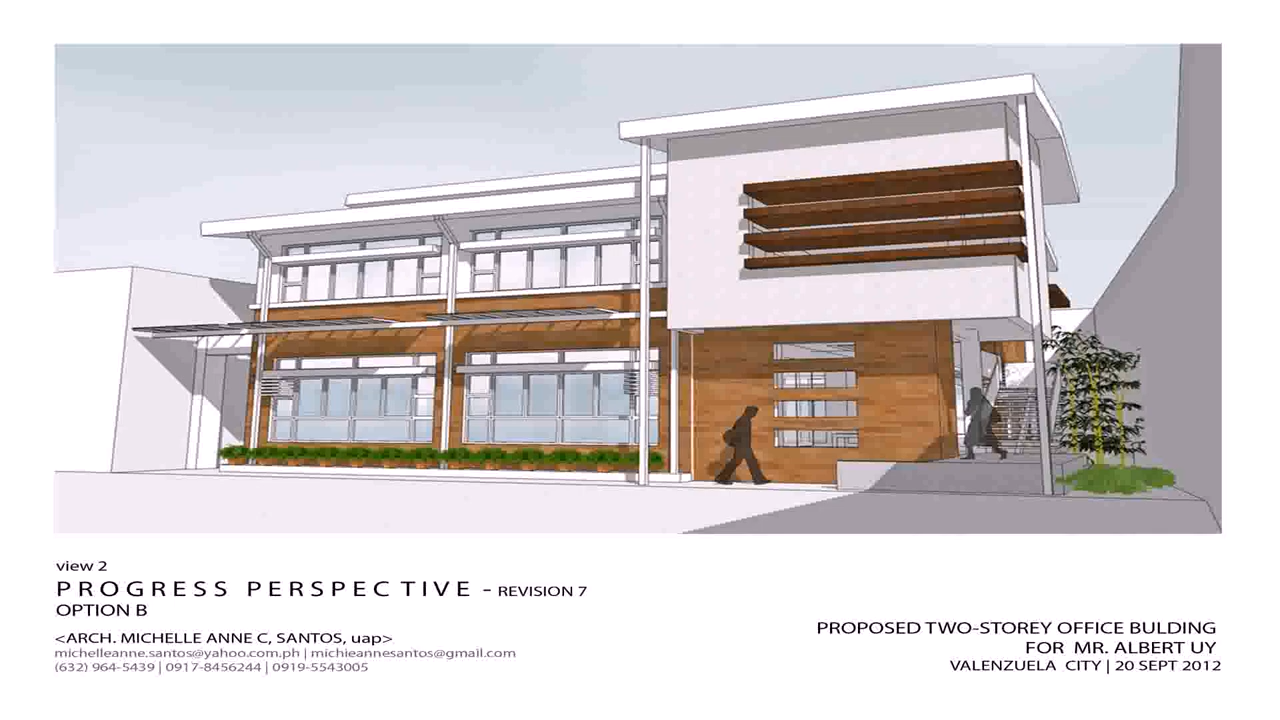 view 2
PROGRESS PERSPECTIVE - REVISION 7
OPTION B
<ARCH. MICHELLE ANNE C, SANTOS, uap>
michelleanne.santos@yahoo.com.ph | michieannesantos@gmail.com
(632) 964-5439 | 0917-8456244 | 0919-5543005
PROPOSED TWO-STOREY OFFICE BULDING
FOR MR. ALBERT UY
VALENZUELA CITY | 20 SEPT 2012